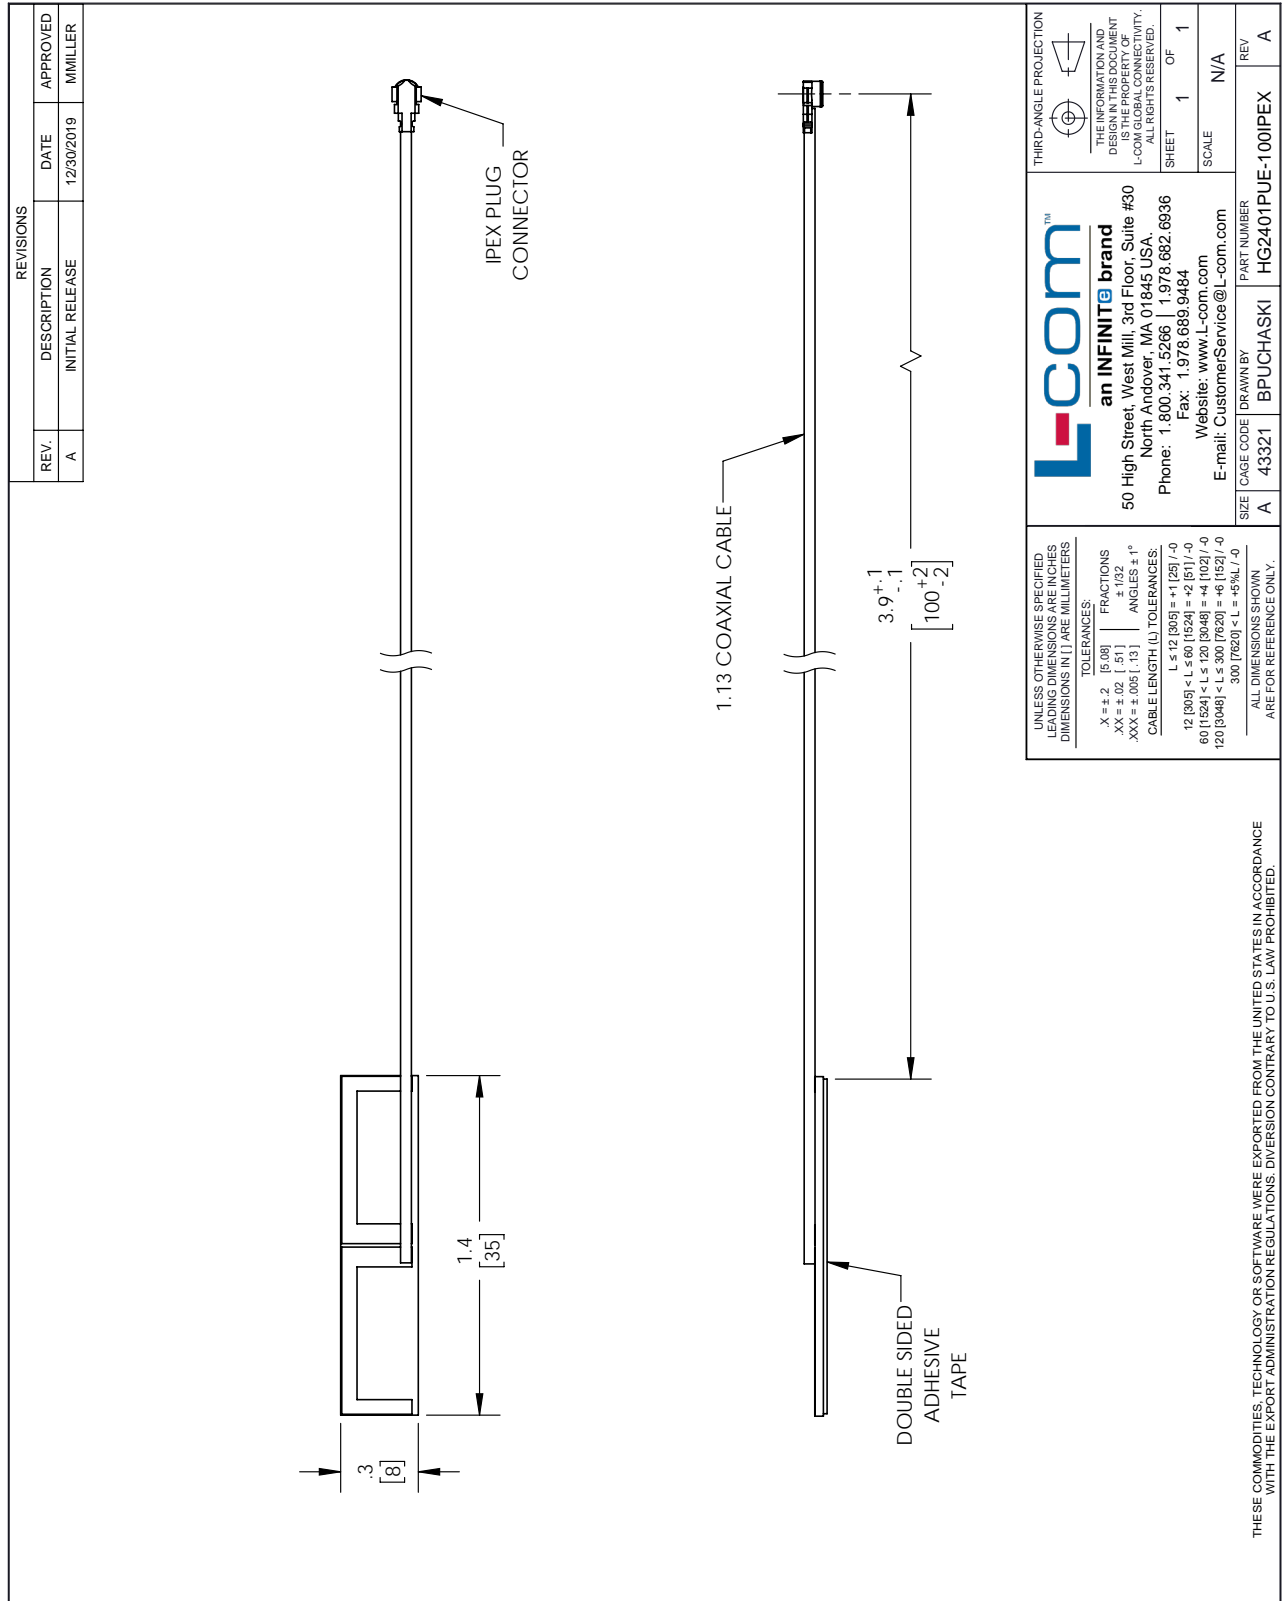 REVISIONS
REV. DESCRIPTION DATE APPROVED
A INITIAL RELEASE 12/30/2019 MMILLER
IPEX PLUG
CONNECTOR
1.4
[35]
.3
[8]
1.13 COAXIAL CABLE
3.9 +.1 -.1
[100 +2 -2]
DOUBLE SIDED
ADHESIVE
TAPE
UNLESS OTHERWISE SPECIFIED
LEADING DIMENSIONS ARE INCHES
DIMENSIONS IN [ ] ARE MILLIMETERS
TOLERANCES:
.X = ± .2 [5.08] FRACTIONS
.XX = ± .02 [ .51 ] ± 1/32
.XXX = ± .005 [ .13 ] ANGLES ± 1°
CABLE LENGTH (L) TOLERANCES:
L ≤ 12 [305] = +1 [25] / -0
12 [305] < L ≤ 60 [1524] = +2 [51] / -0
60 [1524] < L ≤ 120 [3048] = +4 [102] / -0
120 [3048] < L ≤ 300 [7620] = +6 [152] / -0
300 [7620] < L = +5%L / -0
ALL DIMENSIONS SHOWN
ARE FOR REFERENCE ONLY.
L-com™
an INFINITe brand
50 High Street, West Mill, 3rd Floor, Suite #30
North Andover, MA 01845 USA.
Phone: 1.800.341.5266 | 1.978.682.6936
Fax: 1.978.689.9484
Website: www.L-com.com
E-mail: CustomerService@L-com.com
THIRD-ANGLE PROJECTION
THE INFORMATION AND
DESIGN IN THIS DOCUMENT
IS THE PROPERTY OF
L-COM GLOBAL CONNECTIVITY.
ALL RIGHTS RESERVED.
SHEET 1 OF 1
SCALE N/A
SIZE A
CAGE CODE 43321
DRAWN BY BPUCHASKI
PART NUMBER HG2401PUE-100IPEX
REV A
THESE COMMODITIES, TECHNOLOGY OR SOFTWARE WERE EXPORTED FROM THE UNITED STATES IN ACCORDANCE
WITH THE EXPORT ADMINISTRATION REGULATIONS. DIVERSION CONTRARY TO U.S. LAW PROHIBITED.